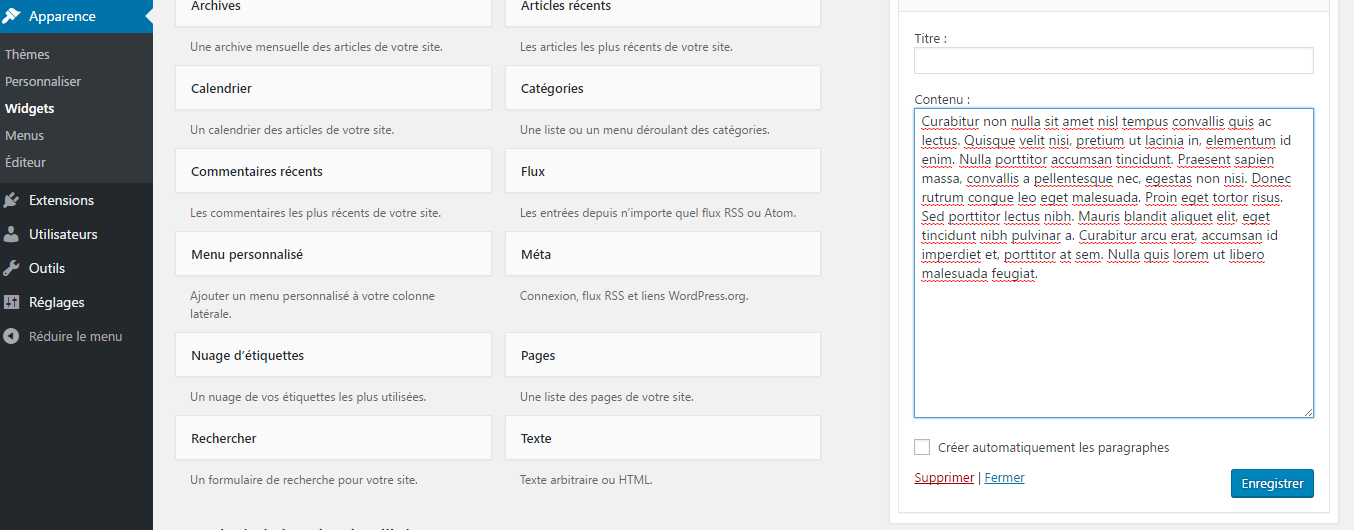 Apparence
Thèmes
Personnaliser
Widgets
Menus
Éditeur
Extensions
Utilisateurs
Outils
Réglages
Réduire le menu
Archives
Une archive mensuelle des articles de votre site.
Calendrier
Un calendrier des articles de votre site.
Commentaires récents
Les commentaires les plus récents de votre site.
Menu personnalisé
Ajouter un menu personnalisé à votre colonne
latérale.
Nuage d’étiquettes
Un nuage de vos étiquettes les plus utilisées.
Rechercher
Un formulaire de recherche pour votre site.
Articles récents
Les articles les plus récents de votre site.
Catégories
Une liste ou un menu déroulant des catégories.
Flux
Les entrées depuis n’importe quel flux RSS ou Atom.
Méta
Connexion, flux RSS et liens WordPress.org.
Pages
Une liste des pages de votre site.
Texte
Texte arbitraire ou HTML.
Titre :
Contenu :
Curabitur non nulla sit amet nisl tempus convallis quis ac
lectus. Quisque velit nisi, pretium ut lacinia in, elementum id
enim. Nulla porttitor accumsan tincidunt. Praesent sapien
massa, convallis a pellentesque nec, egestas non nisi. Donec
rutrum congue leo eget malesuada. Proin eget tortor risus.
Sed porttitor lectus nibh. Mauris blandit aliquet elit, eget
tincidunt nibh pulvinar a. Curabitur arcu erat, accumsan id
imperdiet et, porttitor at sem. Nulla quis lorem ut libero
malesuada feugiat.
Créer automatiquement les paragraphes
Supprimer | Fermer
Enregistrer